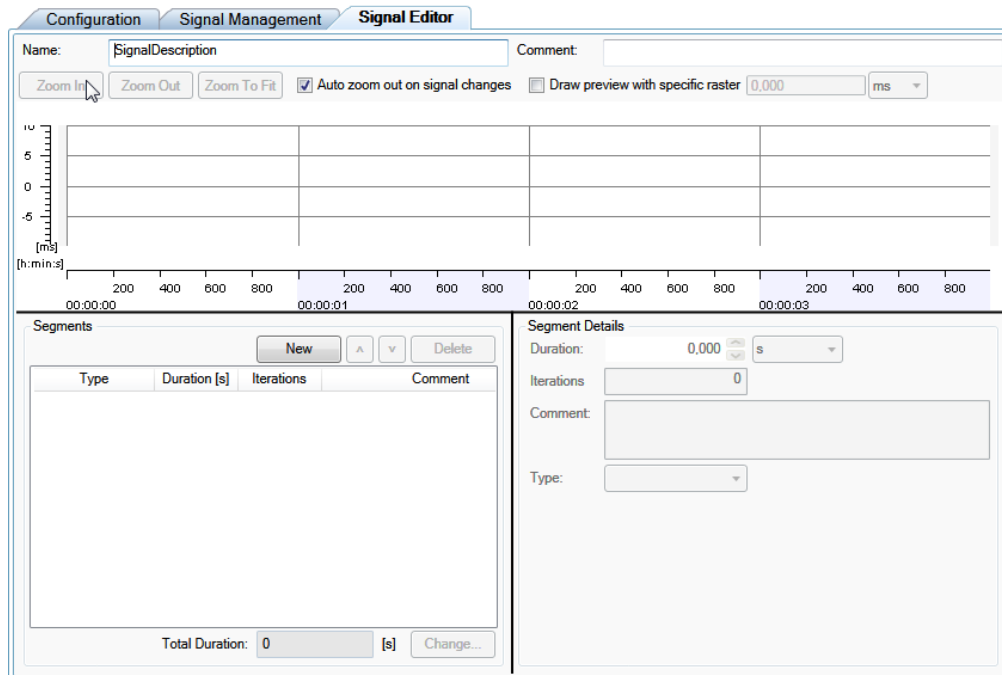 Configuration Signal Management Signal Editor
Name: SignalDescription Comment:
Zoom In Zoom Out Zoom To Fit Auto zoom out on signal changes Draw preview with specific raster 0,000 ms
10
5
0
-5
[ms]
[h:min:s]
200 400 600 800 200 400 600 800 200 400 600 800 200 400 600 800
00:00:00 00:00:01 00:00:02 00:00:03
Segments
New ʌ v Delete
Type Duration [s] Iterations Comment
Total Duration: 0 [s] Change...
Segment Details
Duration: 0,000 s
Iterations 0
Comment:
Type: